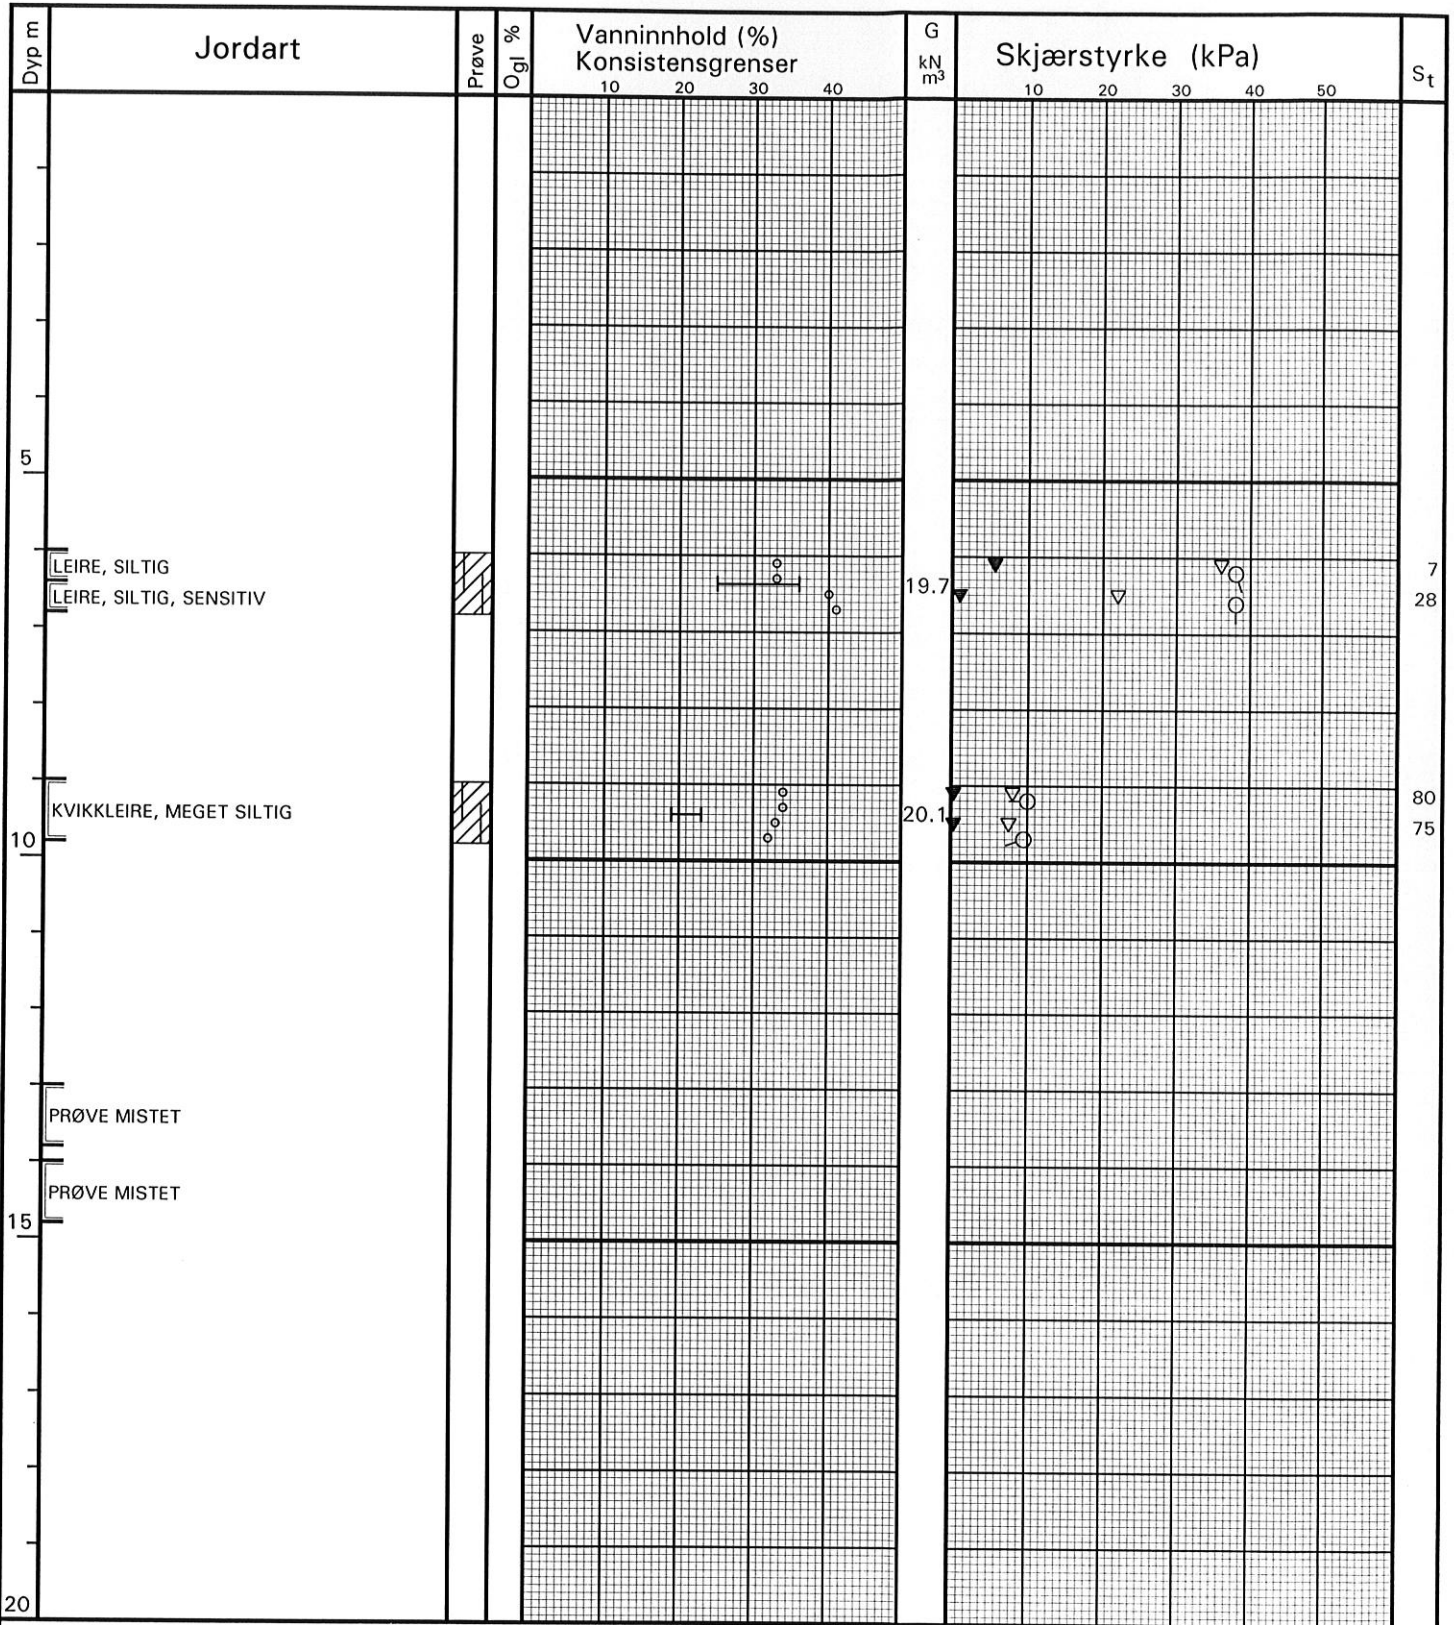 Dyp m
Jordart
Prøve
Ogl %
Vanninnhold (%)
Konsistensgrenser
10 20 30 40
G
kN
m³
Skjærstyrke (kPa)
10 20 30 40 50
St
5
LEIRE, SILTIG
7
LEIRE, SILTIG, SENSITIV
19.7
28
KVIKKLEIRE, MEGET SILTIG
20.1
80
75
10
PRØVE MISTET
PRØVE MISTET
15
20